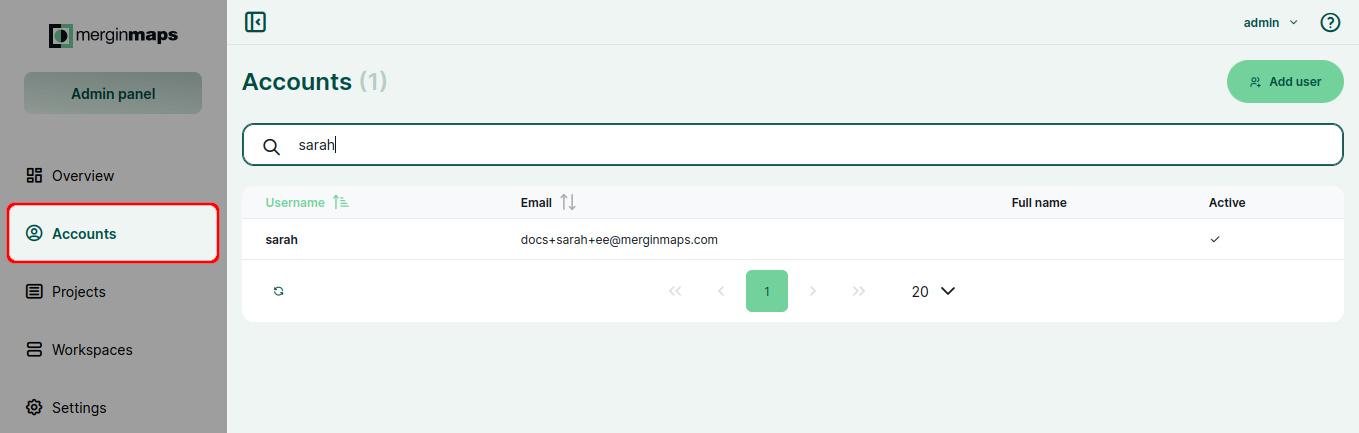 merginmaps
Admin panel
Overview
Accounts
Projects
Workspaces
Settings
admin
Accounts (1)
Add user
sarah
Username Email Full name Active
sarah docs+sarah+ee@merginmaps.com
1 20